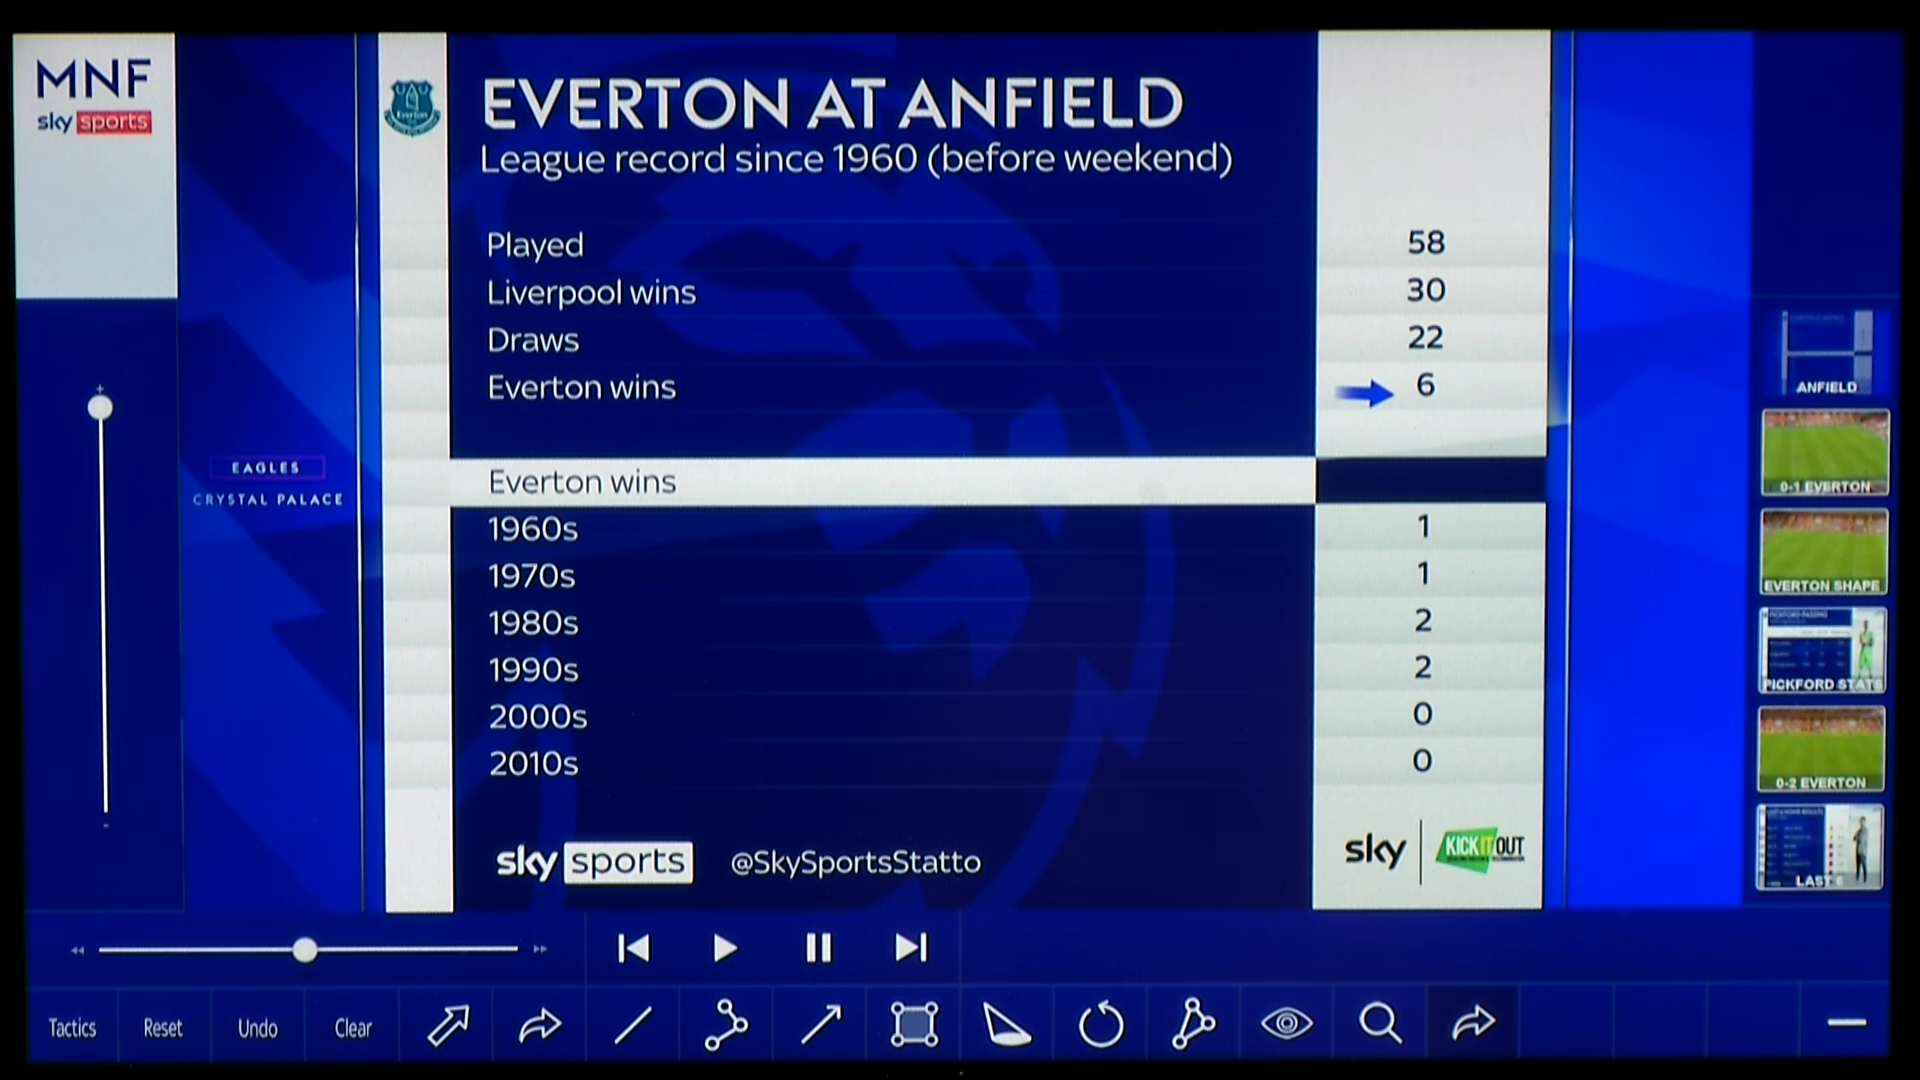 MNF
sky sports
EVERTON AT ANFIELD
League record since 1960 (before weekend)
Played 58
Liverpool wins 30
Draws 22
Everton wins 6
Everton wins
1960s 1
1970s 1
1980s 2
1990s 2
2000s 0
2010s 0
sky sports @SkySportsStatto
sky KICK IT OUT
EAGLES
CRYSTAL PALACE
Everton
ANFIELD
0-1 EVERTON
EVERTON SHAPE
PICKFORD STATS
0-2 EVERTON
LAST 6
Tactics Reset Undo Clear